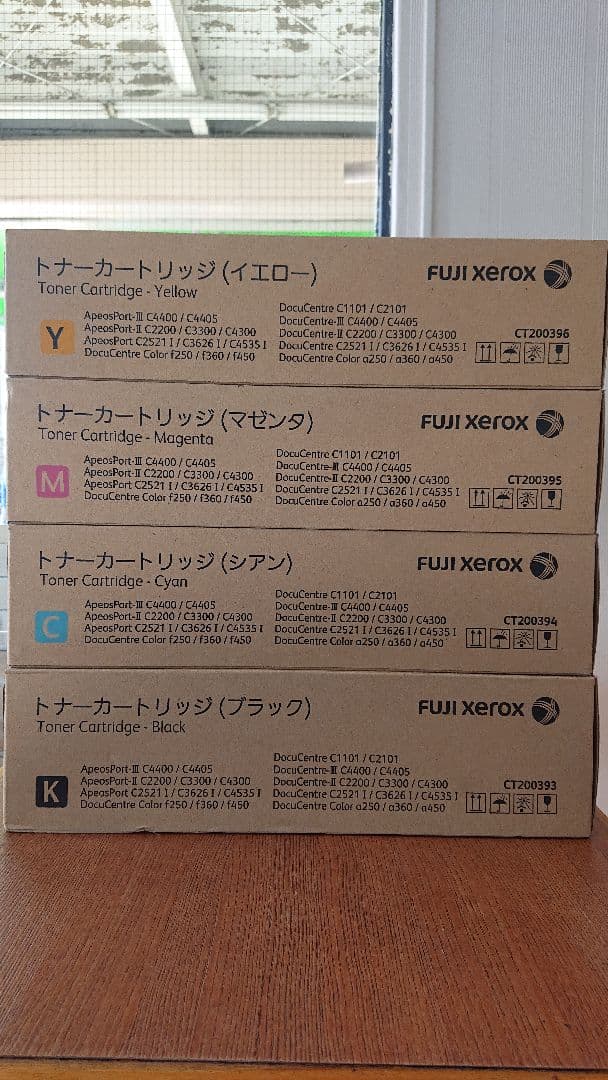 トナーカートリッジ(イエロー)
Toner Cartridge - Yellow
FUJI xerox
Y
ApeosPort-Ⅲ C4400 / C4405
ApeosPort-Ⅱ C2200 / C3300 / C4300
ApeosPort C2521 I / C3626 I / C4535 I
DocuCentre Color f250 / f360 / f450
DocuCentre C1101 / C2101
DocuCentre-Ⅲ C4400 / C4405
DocuCentre-Ⅱ C2200 / C3300 / C4300
DocuCentre C2521 I / C3626 I / C4535 I
DocuCentre Color a250 / a360 / a450
CT200396
トナーカートリッジ(マゼンタ)
Toner Cartridge - Magenta
FUJI xerox
M
ApeosPort-Ⅲ C4400 / C4405
ApeosPort-Ⅱ C2200 / C3300 / C4300
ApeosPort C2521 I / C3626 I / C4535 I
DocuCentre Color f250 / f360 / f450
DocuCentre C1101 / C2101
DocuCentre-Ⅲ C4400 / C4405
DocuCentre-Ⅱ C2200 / C3300 / C4300
DocuCentre C2521 I / C3626 I / C4535 I
DocuCentre Color a250 / a360 / a450
CT200395
トナーカートリッジ(シアン)
Toner Cartridge - Cyan
FUJI xerox
C
ApeosPort-Ⅲ C4400 / C4405
ApeosPort-Ⅱ C2200 / C3300 / C4300
ApeosPort C2521 I / C3626 I / C4535 I
DocuCentre Color f250 / f360 / f450
DocuCentre C1101 / C2101
DocuCentre-Ⅲ C4400 / C4405
DocuCentre-Ⅱ C2200 / C3300 / C4300
DocuCentre C2521 I / C3626 I / C4535 I
DocuCentre Color a250 / a360 / a450
CT200394
トナーカートリッジ(ブラック)
Toner Cartridge - Black
FUJI xerox
K
ApeosPort-Ⅲ C4400 / C4405
ApeosPort-Ⅱ C2200 / C3300 / C4300
ApeosPort C2521 I / C3626 I / C4535 I
DocuCentre Color f250 / f360 / f450
DocuCentre C1101 / C2101
DocuCentre-Ⅲ C4400 / C4405
DocuCentre-Ⅱ C2200 / C3300 / C4300
DocuCentre C2521 I / C3626 I / C4535 I
DocuCentre Color a250 / a360 / a450
CT200393